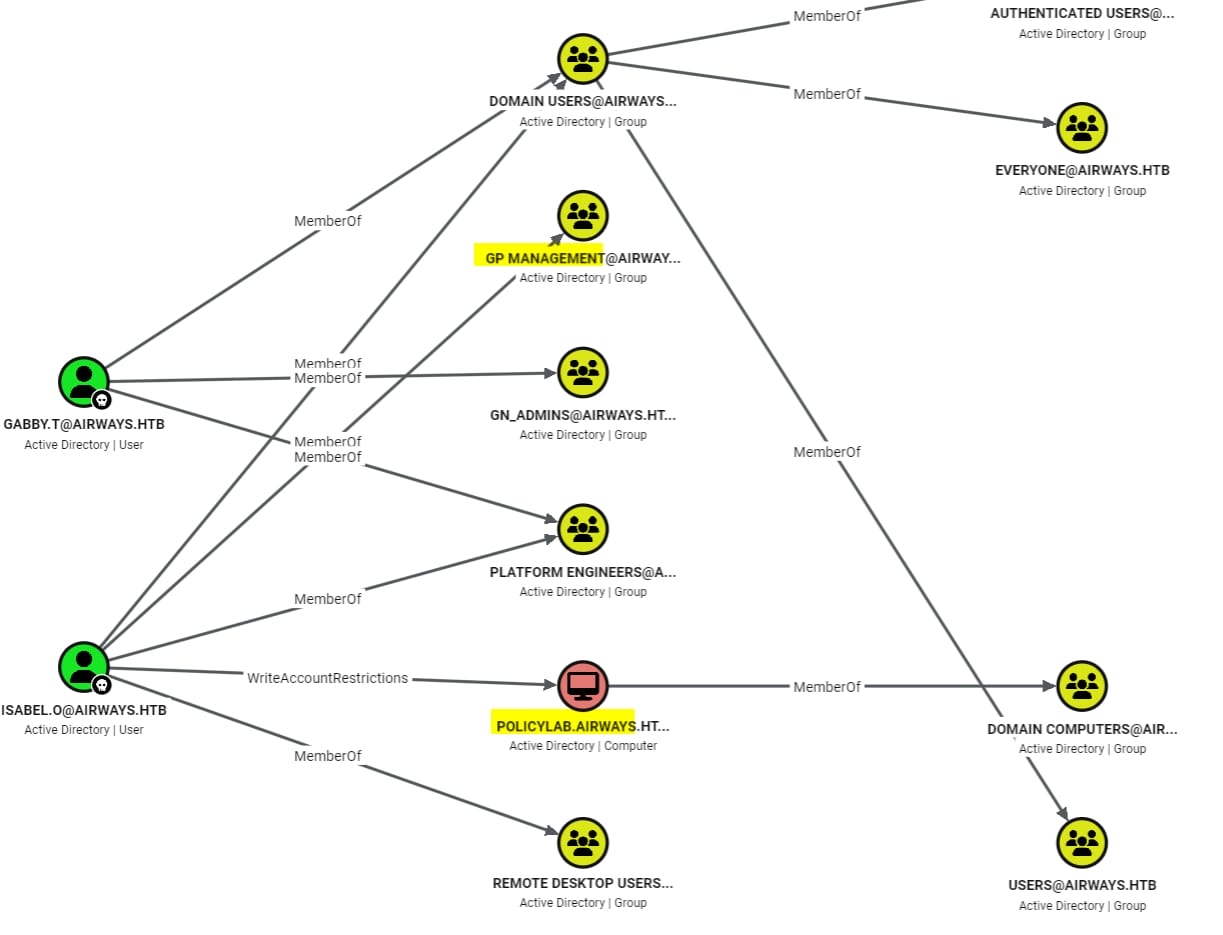 MemberOf
AUTHENTICATED USERS@...
Active Directory | Group
DOMAIN USERS@AIRWAYS...
Active Directory | Group
MemberOf
EVERYONE@AIRWAYS.HTB
Active Directory | Group
MemberOf
GP MANAGEMENT@AIRWAY...
Active Directory | Group
MemberOf
MemberOf
GABBY.T@AIRWAYS.HTB
Active Directory | User
GN_ADMINS@AIRWAYS.HT...
Active Directory | Group
MemberOf
MemberOf
MemberOf
PLATFORM ENGINEERS@A...
Active Directory | Group
MemberOf
WriteAccountRestrictions
MemberOf
ISABEL.O@AIRWAYS.HTB
Active Directory | User
POLICYLAB.AIRWAYS.HT...
Active Directory | Computer
DOMAIN COMPUTERS@AIR...
Active Directory | Group
MemberOf
REMOTE DESKTOP USERS...
Active Directory | Group
USERS@AIRWAYS.HTB
Active Directory | Group